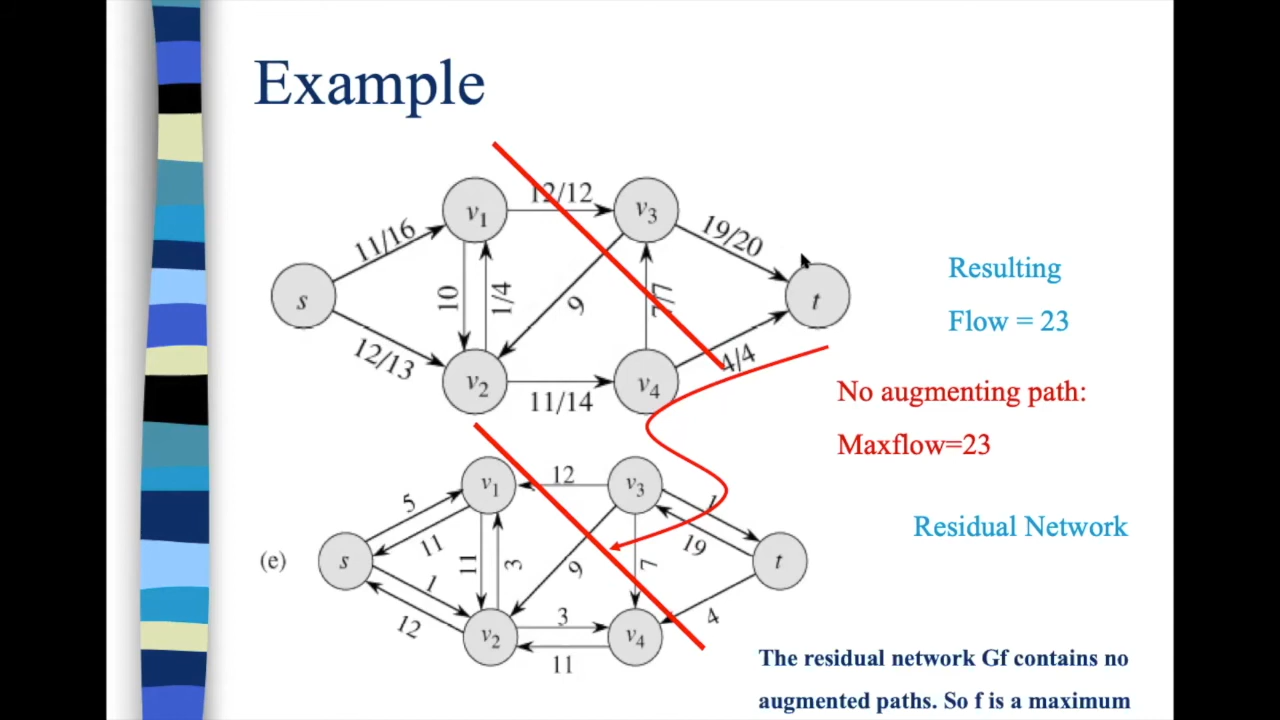 Example
12/12
v1
v3
11/16
19/20
s
10
1/4
9
7/7
t
12/13
v2
v4
4/4
11/14
Resulting
Flow = 23
No augmenting path:
Maxflow=23
Residual Network
(e)
v1
12
v3
5
11
1
19
s
11
3
9
7
t
1
12
v2
3
v4
4
11
The residual network Gf contains no
augmented paths. So f is a maximum